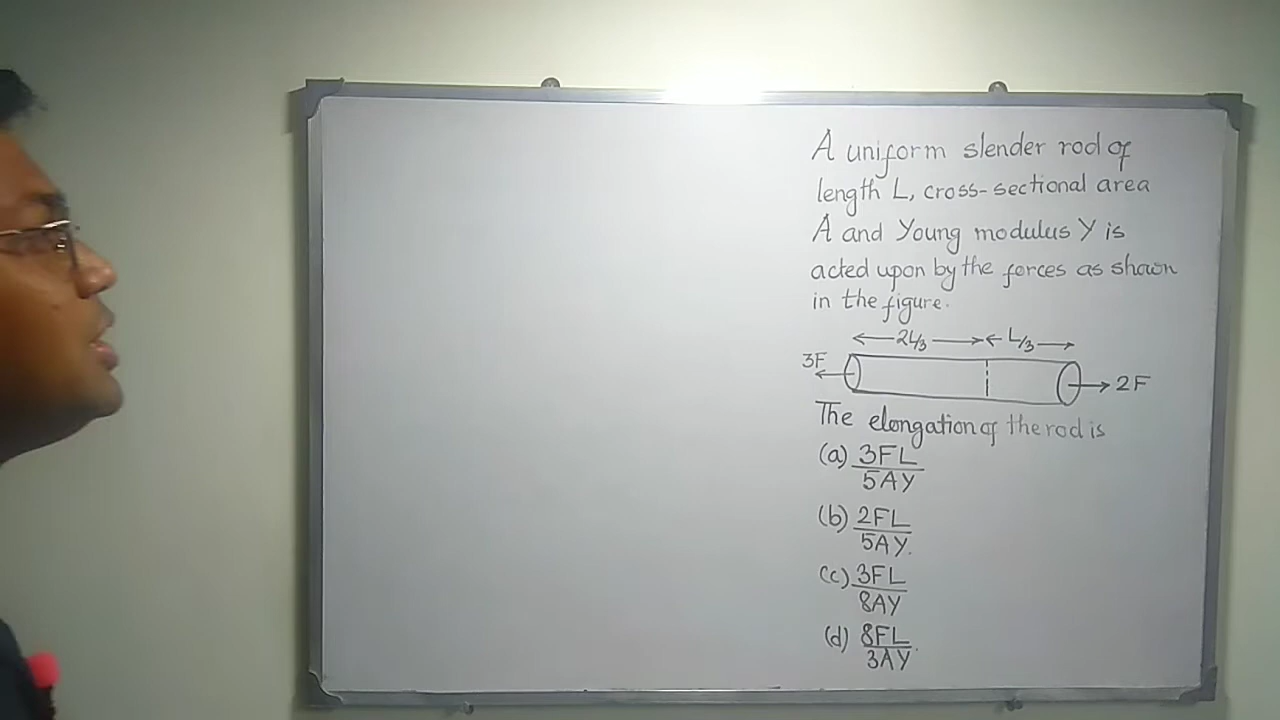 A uniform slender rod of
length L, cross-sectional area
A and Young modulus Y is
acted upon by the forces as shown
in the figure.
2L/3 L/3
3F 2F
The elongation of the rod is
(a) 3FL
5AY
(b) 2FL
5AY.
(c) 3FL
8AY
(d) 8FL
3AY.